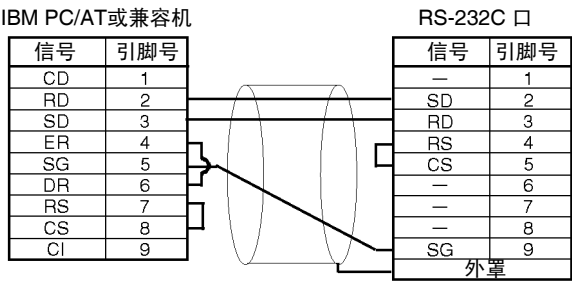 IBM PC/AT或兼容机
RS-232C 口
信号 引脚号 信号 引脚号
CD 1 — 1
RD 2 SD 2
SD 3 RD 3
ER 4 RS 4
SG 5 CS 5
DR 6 — 6
RS 7 — 7
CS 8 — 8
CI 9 SG 9
外罩